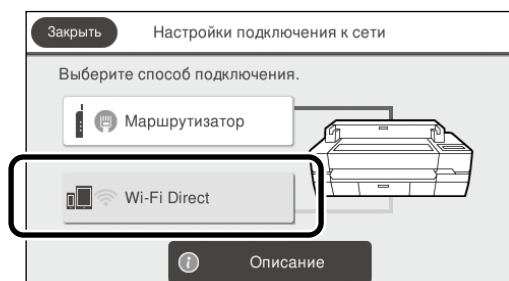 Закрыть Настройки подключения к сети
Выберите способ подключения.
Маршрутизатор
Wi-Fi Direct
Описание